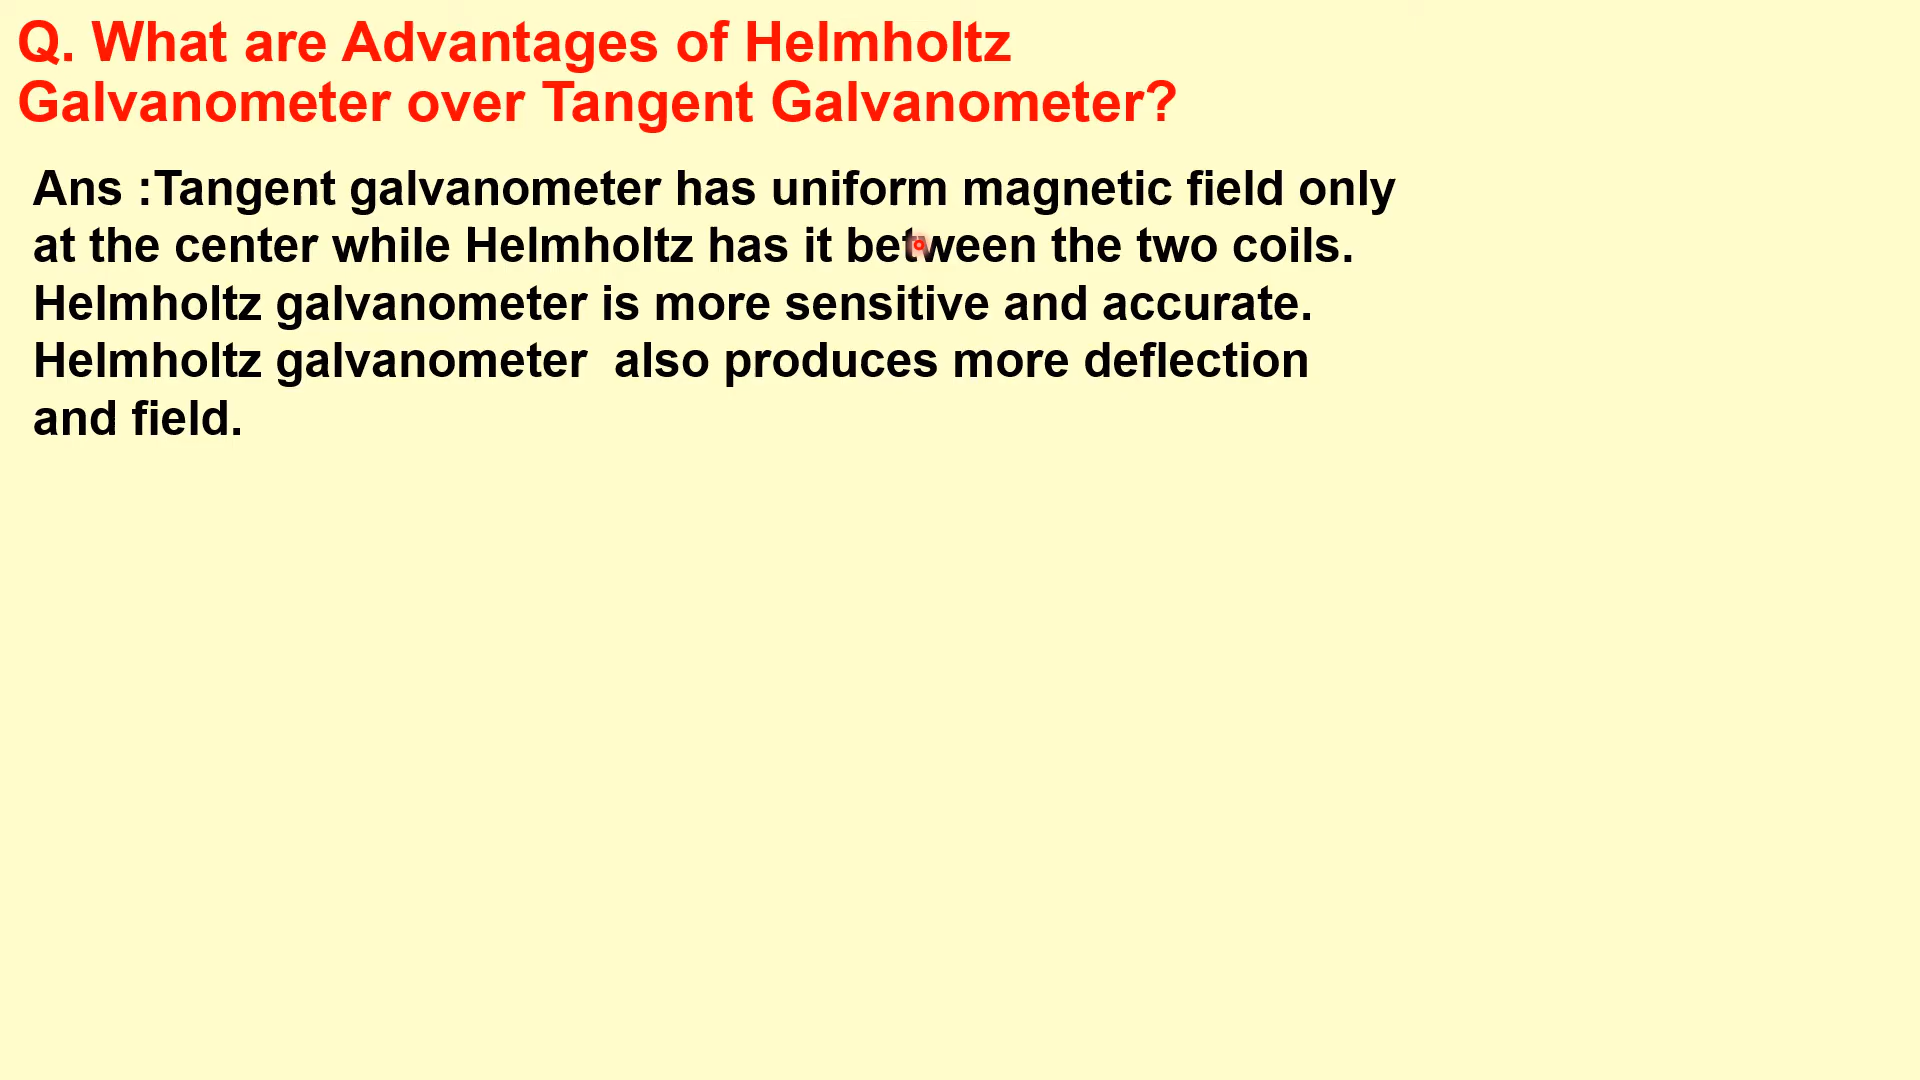 Q. What are Advantages of Helmholtz
Galvanometer over Tangent Galvanometer?
Ans :Tangent galvanometer has uniform magnetic field only
at the center while Helmholtz has it between the two coils.
Helmholtz galvanometer is more sensitive and accurate.
Helmholtz galvanometer  also produces more deflection
and field.